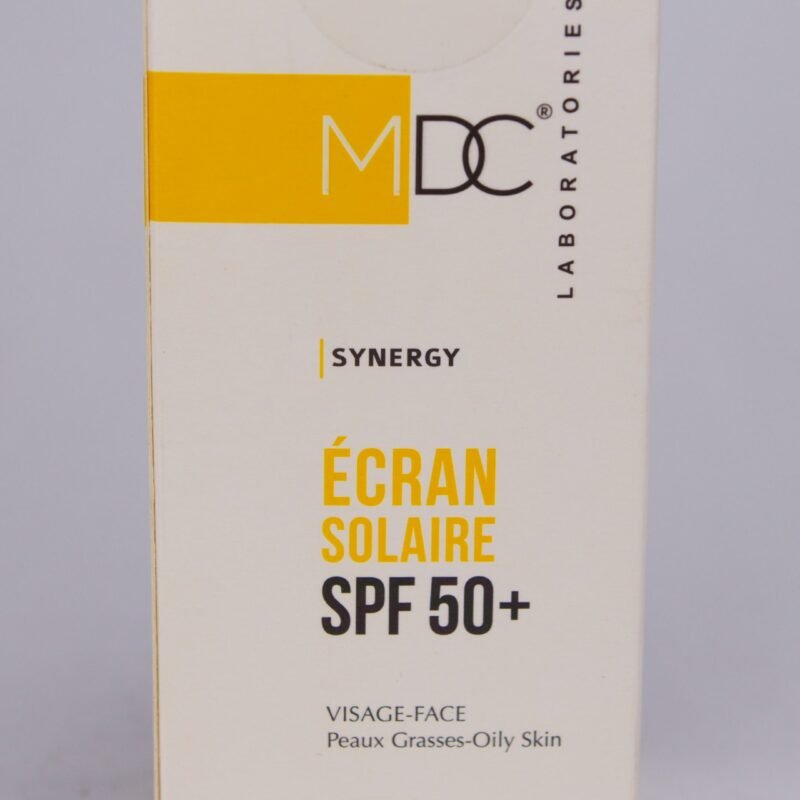 MDC®
LABORATORIES
SYNERGY
ÉCRAN
SOLAIRE
SPF 50+
VISAGE-FACE
Peaux Grasses-Oily Skin